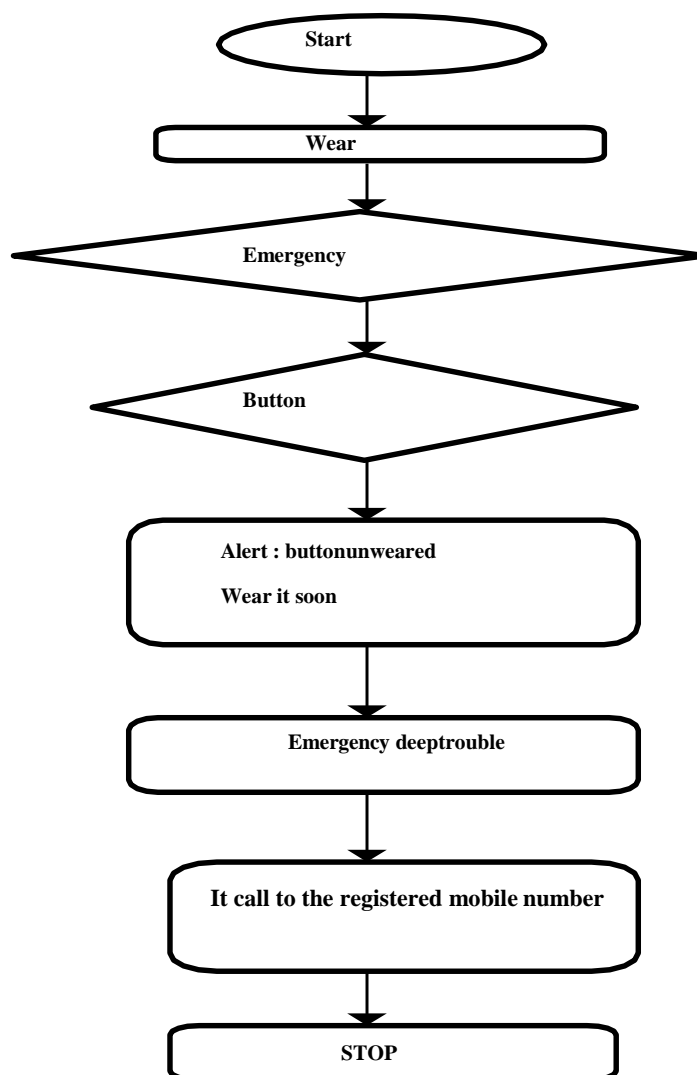 Start
Wear
Emergency
Button
Alert : buttonunweared
Wear it soon
Emergency deeptrouble
It call to the registered mobile number
STOP